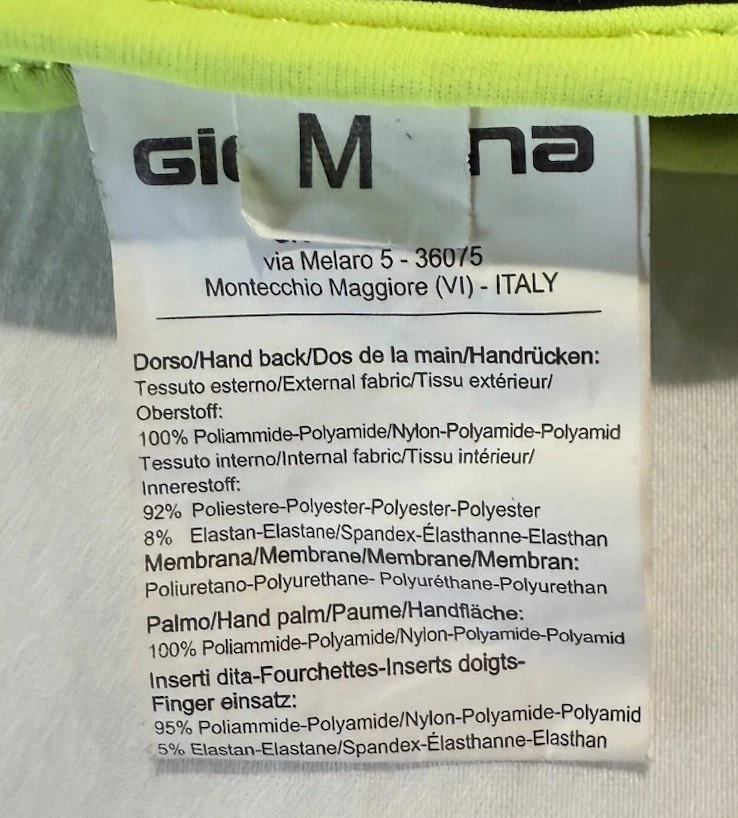 M
via Melaro 5 - 36075
Montecchio Maggiore (VI) - ITALY
Dorso/Hand back/Dos de la main/Handrücken:
Tessuto esterno/External fabric/Tissu extérieur/
Oberstoff:
100% Poliammide-Polyamide/Nylon-Polyamide-Polyamid
Tessuto interno/Internal fabric/Tissu intérieur/
Innerestoff:
92% Poliestere-Polyester-Polyester-Polyester
8% Elastan-Elastane/Spandex-Élasthanne-Elasthan
Membrana/Membrane/Membrane/Membran:
Poliuretano-Polyurethane- Polyuréthane-Polyurethan
Palmo/Hand palm/Paume/Handfläche:
100% Poliammide-Polyamide/Nylon-Polyamide-Polyamid
Inserti dita-Fourchettes-Inserts doigts-
Finger einsatz:
95% Poliammide-Polyamide/Nylon-Polyamide-Polyamid
5% Elastan-Elastane/Spandex-Élasthanne-Elasthan